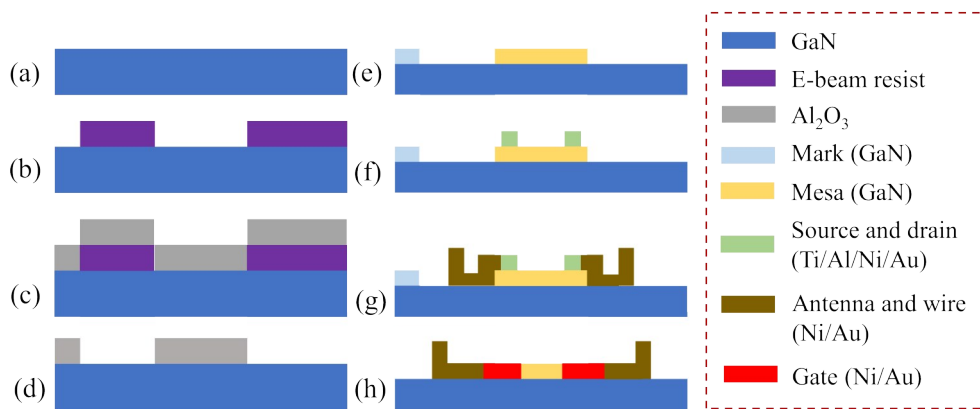 (a)
(b)
(c)
(d)
(e)
(f)
(g)
(h)
GaN
E-beam resist
Al₂O₃
Mark (GaN)
Mesa (GaN)
Source and drain
(Ti/Al/Ni/Au)
Antenna and wire
(Ni/Au)
Gate (Ni/Au)